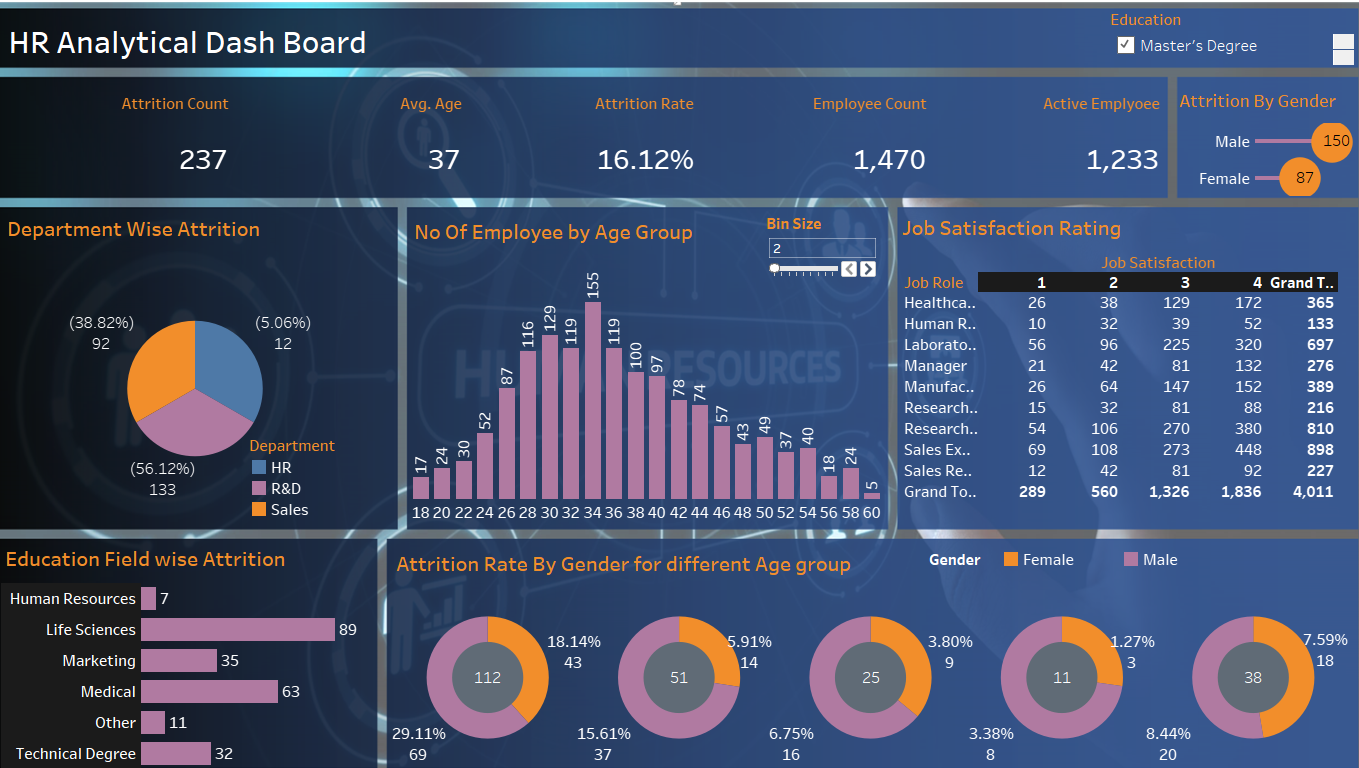 Education
HR Analytical Dash Board
Master's Degree
Attrition Count Avg. Age Attrition Rate Employee Count Active Emplyoee
237 37 16.12% 1,470 1,233
Attrition By Gender
Male 150
Female 87
Department Wise Attrition
(38.82%)
92
(5.06%)
12
(56.12%)
133
Department
HR
R&D
Sales
No Of Employee by Age Group
Bin Size
2
17 24 30 52 87 116 129 119 155 119 100 97 78 74 57 43 49 37 40 18 24 5
18 20 22 24 26 28 30 32 34 36 38 40 42 44 46 48 50 52 54 56 58 60
HUMAN RESOURCES
Job Satisfaction Rating
Job Satisfaction
Job Role 1 2 3 4 Grand T..
Healthca.. 26 38 129 172 365
Human R.. 10 32 39 52 133
Laborato.. 56 96 225 320 697
Manager 21 42 81 132 276
Manufac.. 26 64 147 152 389
Research.. 15 32 81 88 216
Research.. 54 106 270 380 810
Sales Ex.. 69 108 273 448 898
Sales Re.. 12 42 81 92 227
Grand To.. 289 560 1,326 1,836 4,011
Education Field wise Attrition
Human Resources 7
Life Sciences 89
Marketing 35
Medical 63
Other 11
Technical Degree 32
Attrition Rate By Gender for different Age group
Gender Female Male
18.14%
43
112
29.11%
69
5.91%
14
51
15.61%
37
3.80%
9
25
6.75%
16
1.27%
3
11
3.38%
8
7.59%
18
38
8.44%
20